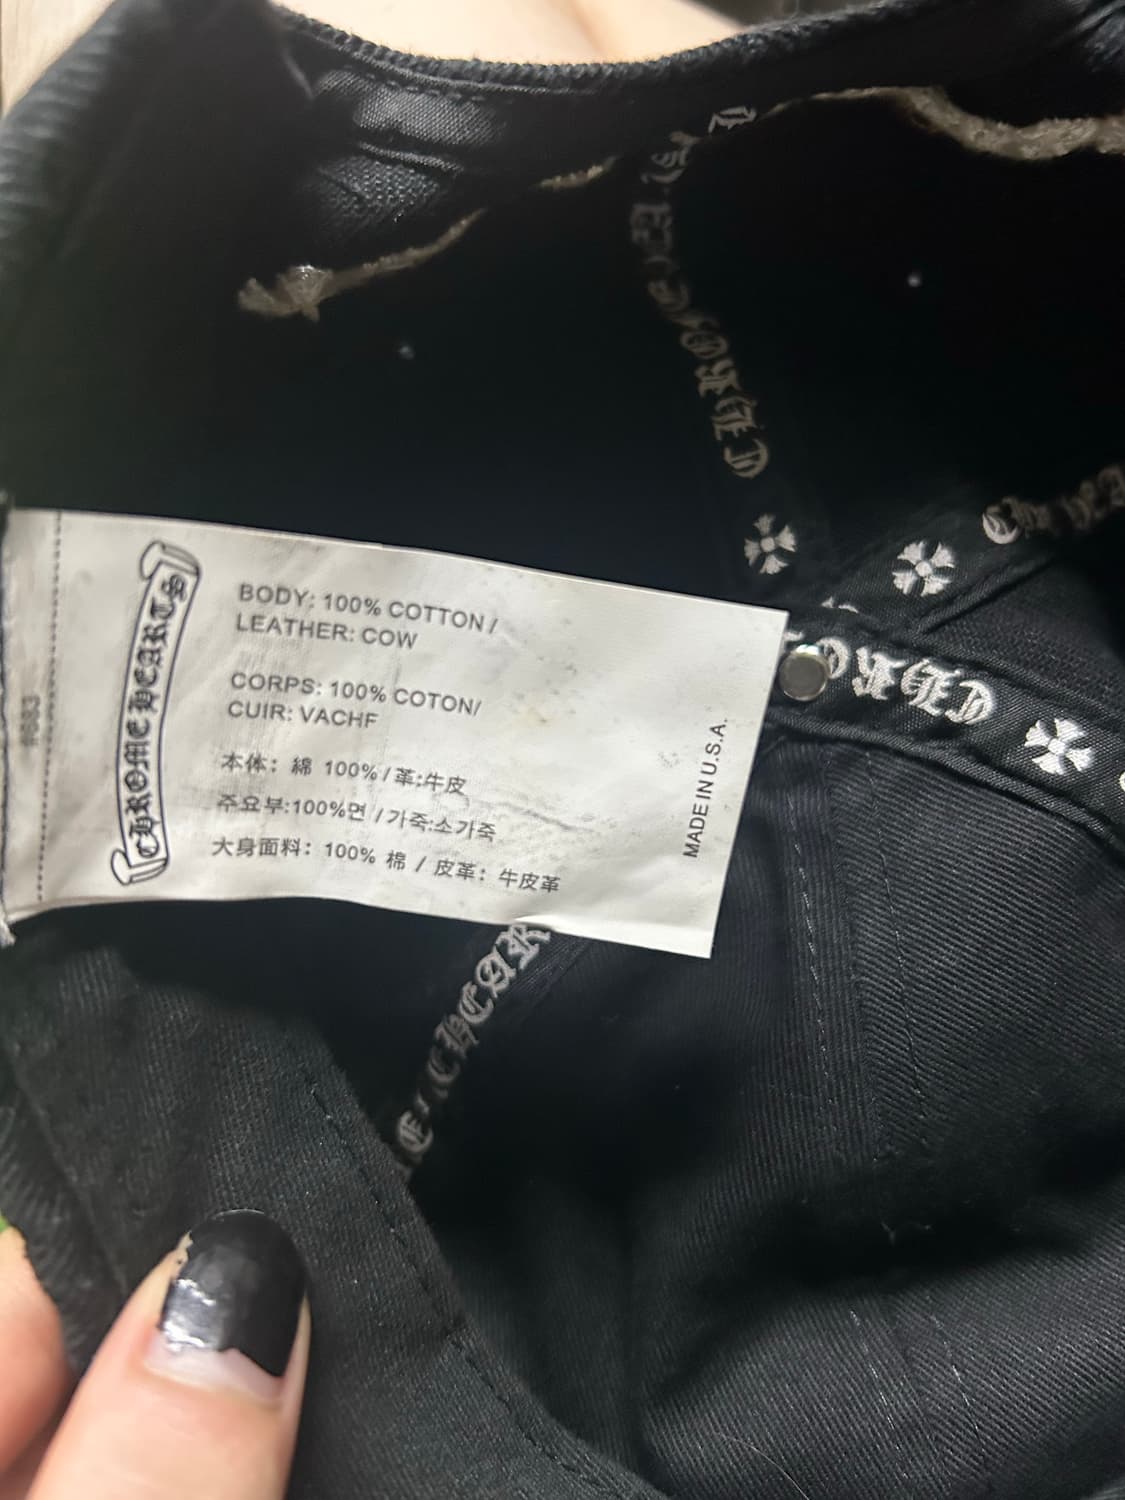 CHROME HEARTS
BODY: 100% COTTON /
LEATHER: COW
CORPS: 100% COTON/
CUIR: VACHF
本体：綿 100% /革:牛皮
주요부:100%면 /가죽:소가죽
大身面料：100% 棉 / 皮革：牛皮革
MADE IN U.S.A.